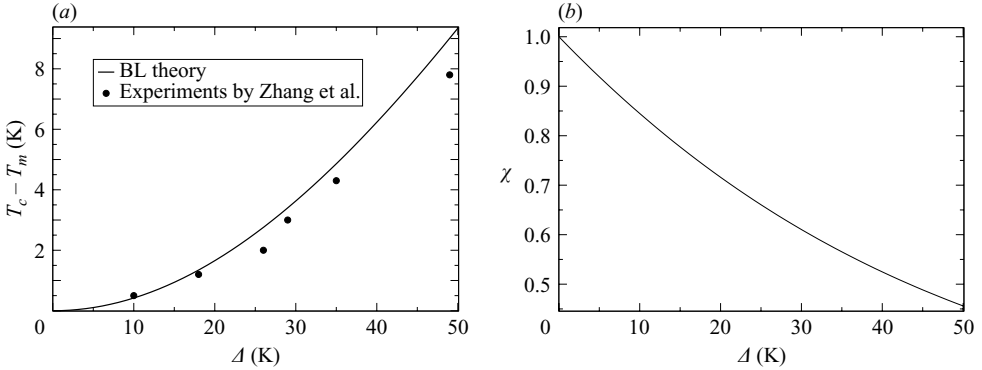 (a)
8
6
4
2
0
T_c – T_m (K)
BL theory
Experiments by Zhang et al.
10
20
30
40
50
Δ (K)
(b)
1.0
0.9
0.8
0.7
0.6
0.5
0
χ
10
20
30
40
50
Δ (K)